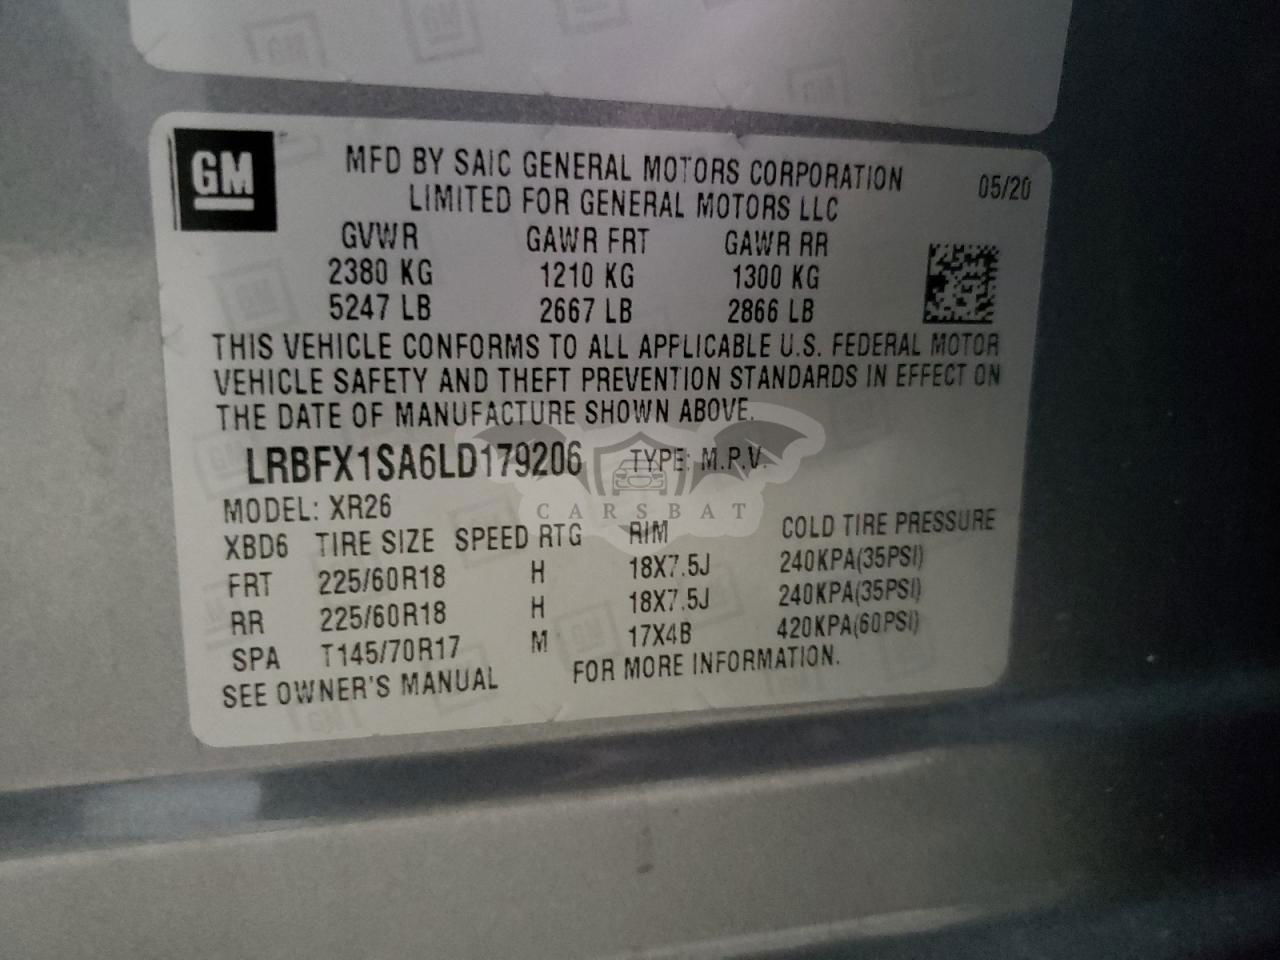 GM
MFD BY SAIC GENERAL MOTORS CORPORATION
LIMITED FOR GENERAL MOTORS LLC
05/20
GVWR GAWR FRT GAWR RR
2380 KG 1210 KG 1300 KG
5247 LB 2667 LB 2866 LB
THIS VEHICLE CONFORMS TO ALL APPLICABLE U.S. FEDERAL MOTOR
VEHICLE SAFETY AND THEFT PREVENTION STANDARDS IN EFFECT ON
THE DATE OF MANUFACTURE SHOWN ABOVE.
LRBFX1SA6LD179206 TYPE: M.P.V.
CARSBAT
MODEL: XR26
XBD6 TIRE SIZE SPEED RTG RIM COLD TIRE PRESSURE
FRT 225/60R18 H 18X7.5J 240KPA(35PSI)
RR 225/60R18 H 18X7.5J 240KPA(35PSI)
SPA T145/70R17 M 17X4B 420KPA(60PSI)
SEE OWNER'S MANUAL FOR MORE INFORMATION.